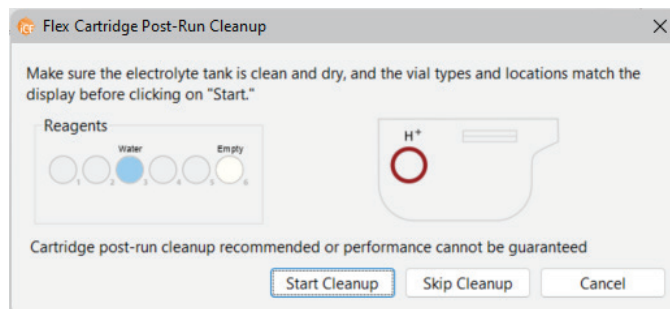 iCE Flex Cartridge Post-Run Cleanup
Make sure the electrolyte tank is clean and dry, and the vial types and locations match the
display before clicking on "Start."
Reagents
Water Empty
1 2 3 4 5 6
H+
Cartridge post-run cleanup recommended or performance cannot be guaranteed
Start Cleanup Skip Cleanup Cancel